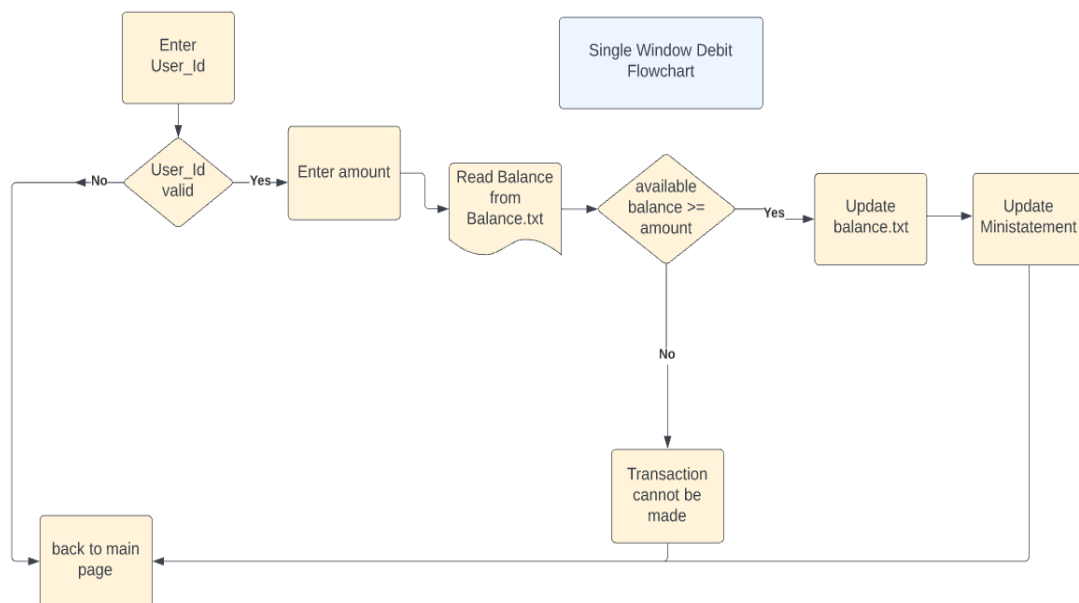 Enter
User_Id
Single Window Debit
Flowchart
User_Id
valid
No
Yes
Enter amount
Read Balance
from
Balance.txt
available
balance >=
amount
Yes
Update
balance.txt
Update
Ministatement
No
Transaction
cannot be
made
back to main
page